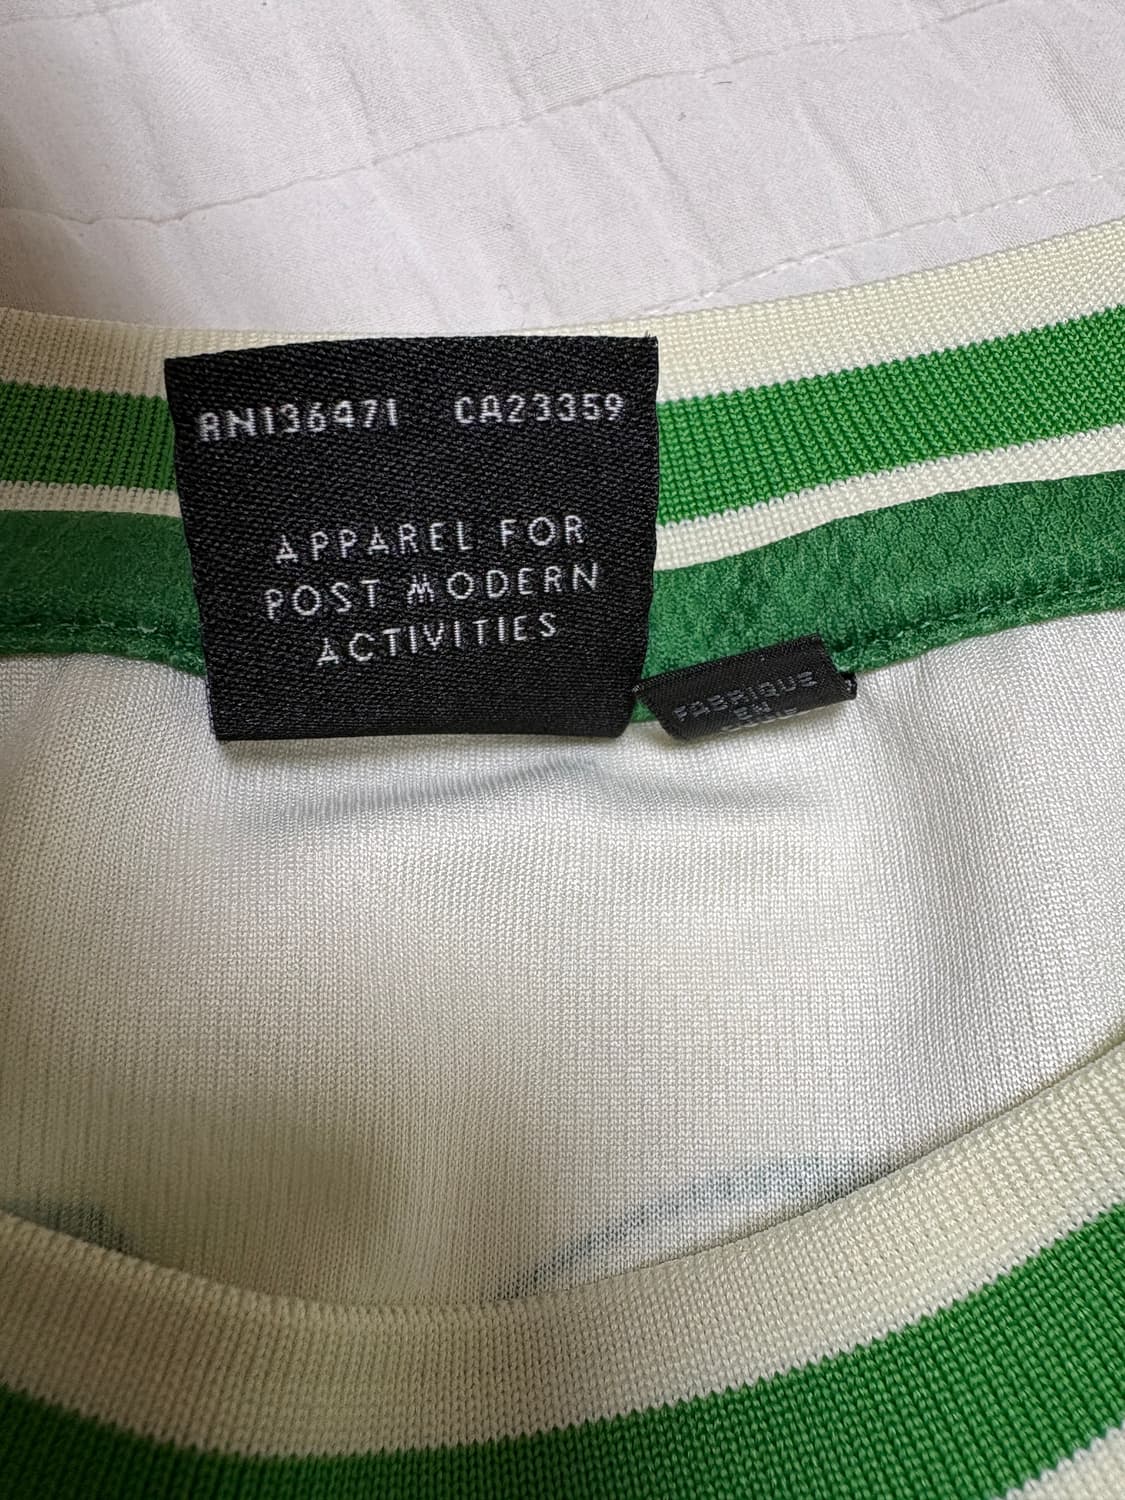 RN136471 CA23359
APPAREL FOR
POST MODERN
ACTIVITIES
FABRIQUE
EN